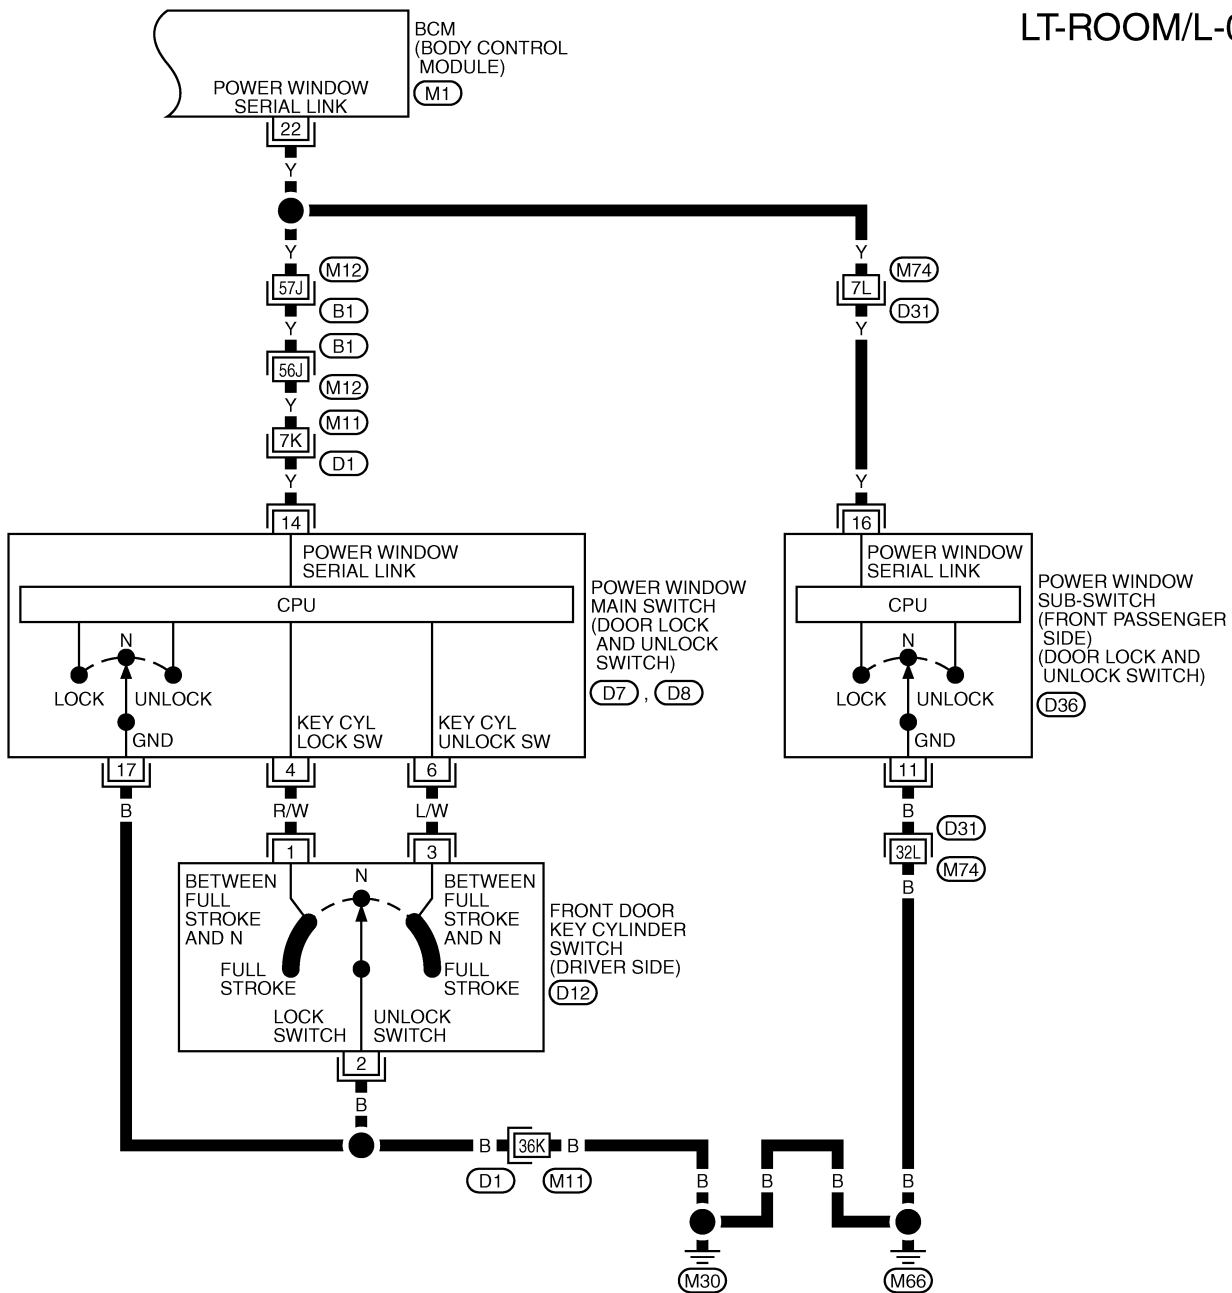 LT-ROOM/L-0
BCM
(BODY CONTROL
MODULE)
M1
POWER WINDOW
SERIAL LINK
22
Y
Y
Y
57J
M12
B1
7L
M74
D31
Y
Y
B1
56J
M12
Y
M11
7K
D1
Y
Y
14
16
POWER WINDOW
SERIAL LINK
CPU
N
LOCK
UNLOCK
GND
KEY CYL
LOCK SW
KEY CYL
UNLOCK SW
POWER WINDOW
MAIN SWITCH
(DOOR LOCK
AND UNLOCK
SWITCH)
D7 , D8
POWER WINDOW
SERIAL LINK
CPU
N
LOCK
UNLOCK
GND
POWER WINDOW
SUB-SWITCH
(FRONT PASSENGER
SIDE)
(DOOR LOCK AND
UNLOCK SWITCH)
D36
17
4
6
11
B
R/W
L/W
B
1
3
D31
32L
M74
B
BETWEEN
FULL
STROKE
AND N
N
BETWEEN
FULL
STROKE
AND N
FULL
STROKE
FULL
STROKE
LOCK
SWITCH
UNLOCK
SWITCH
FRONT DOOR
KEY CYLINDER
SWITCH
(DRIVER SIDE)
D12
2
B
B
36K
B
D1
M11
B
B
B
B
M30
M66